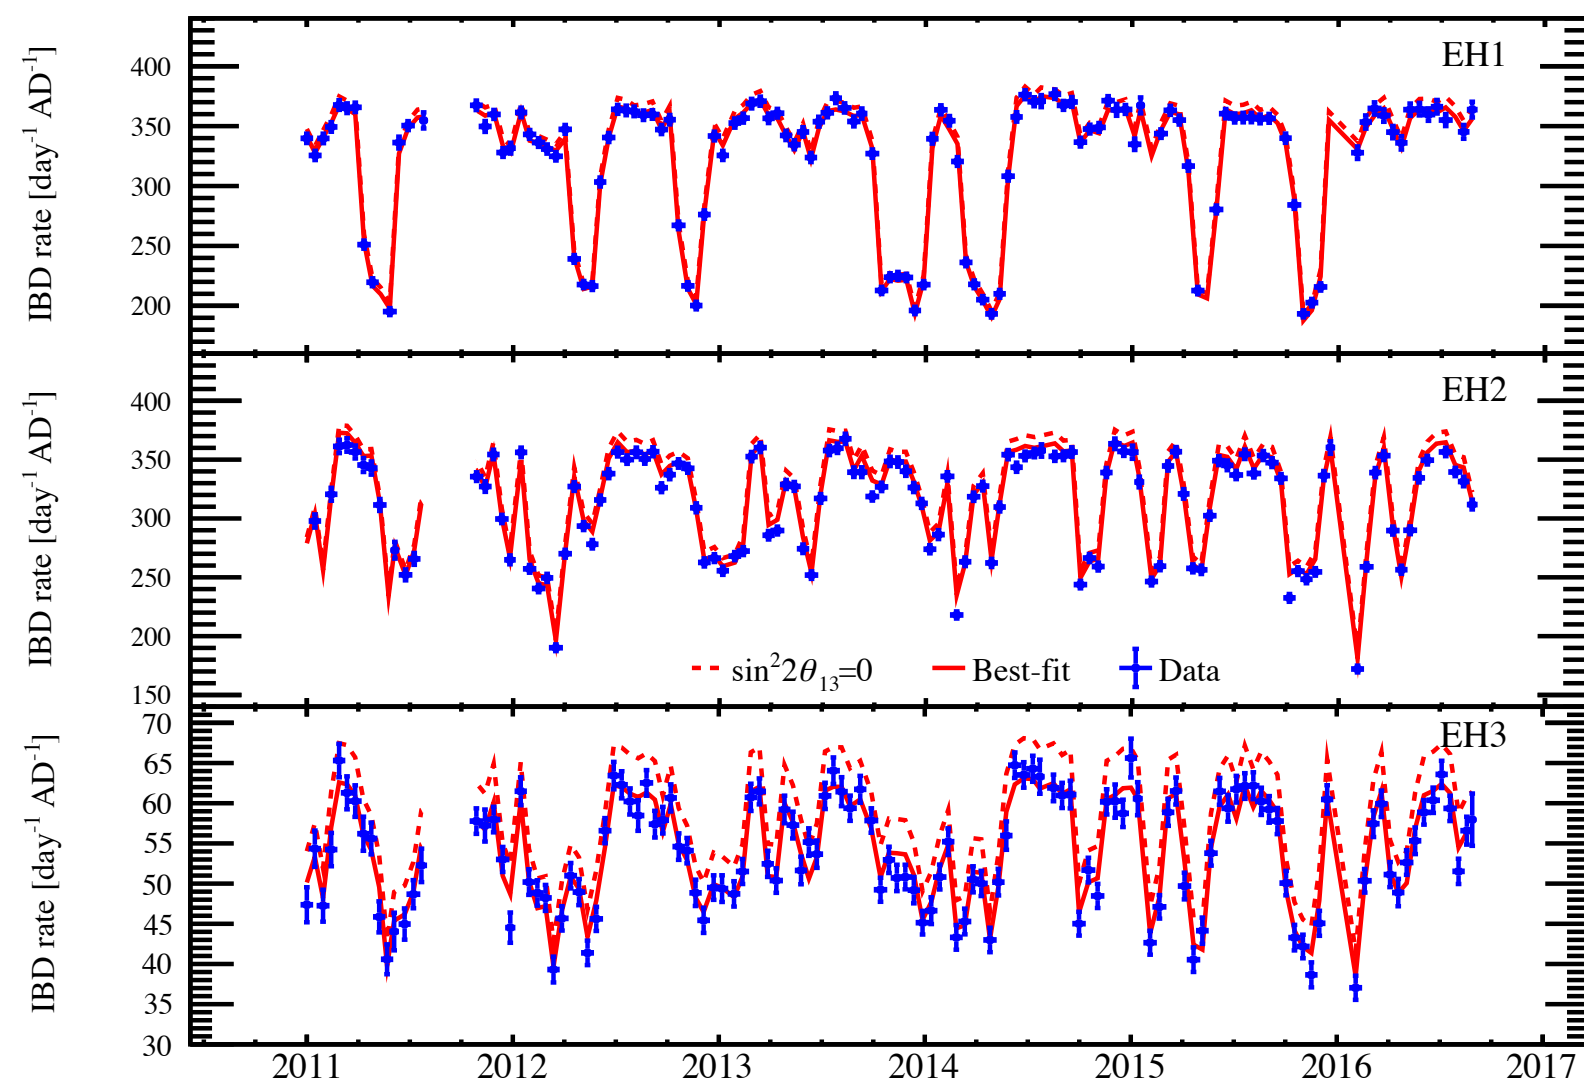 EH1
IBD rate [day⁻¹ AD⁻¹]
400
350
300
250
200
EH2
IBD rate [day⁻¹ AD⁻¹]
400
350
300
250
200
150
sin²2θ₁₃=0 Best-fit Data
EH3
IBD rate [day⁻¹ AD⁻¹]
70
65
60
55
50
45
40
35
30
2011 2012 2013 2014 2015 2016 2017